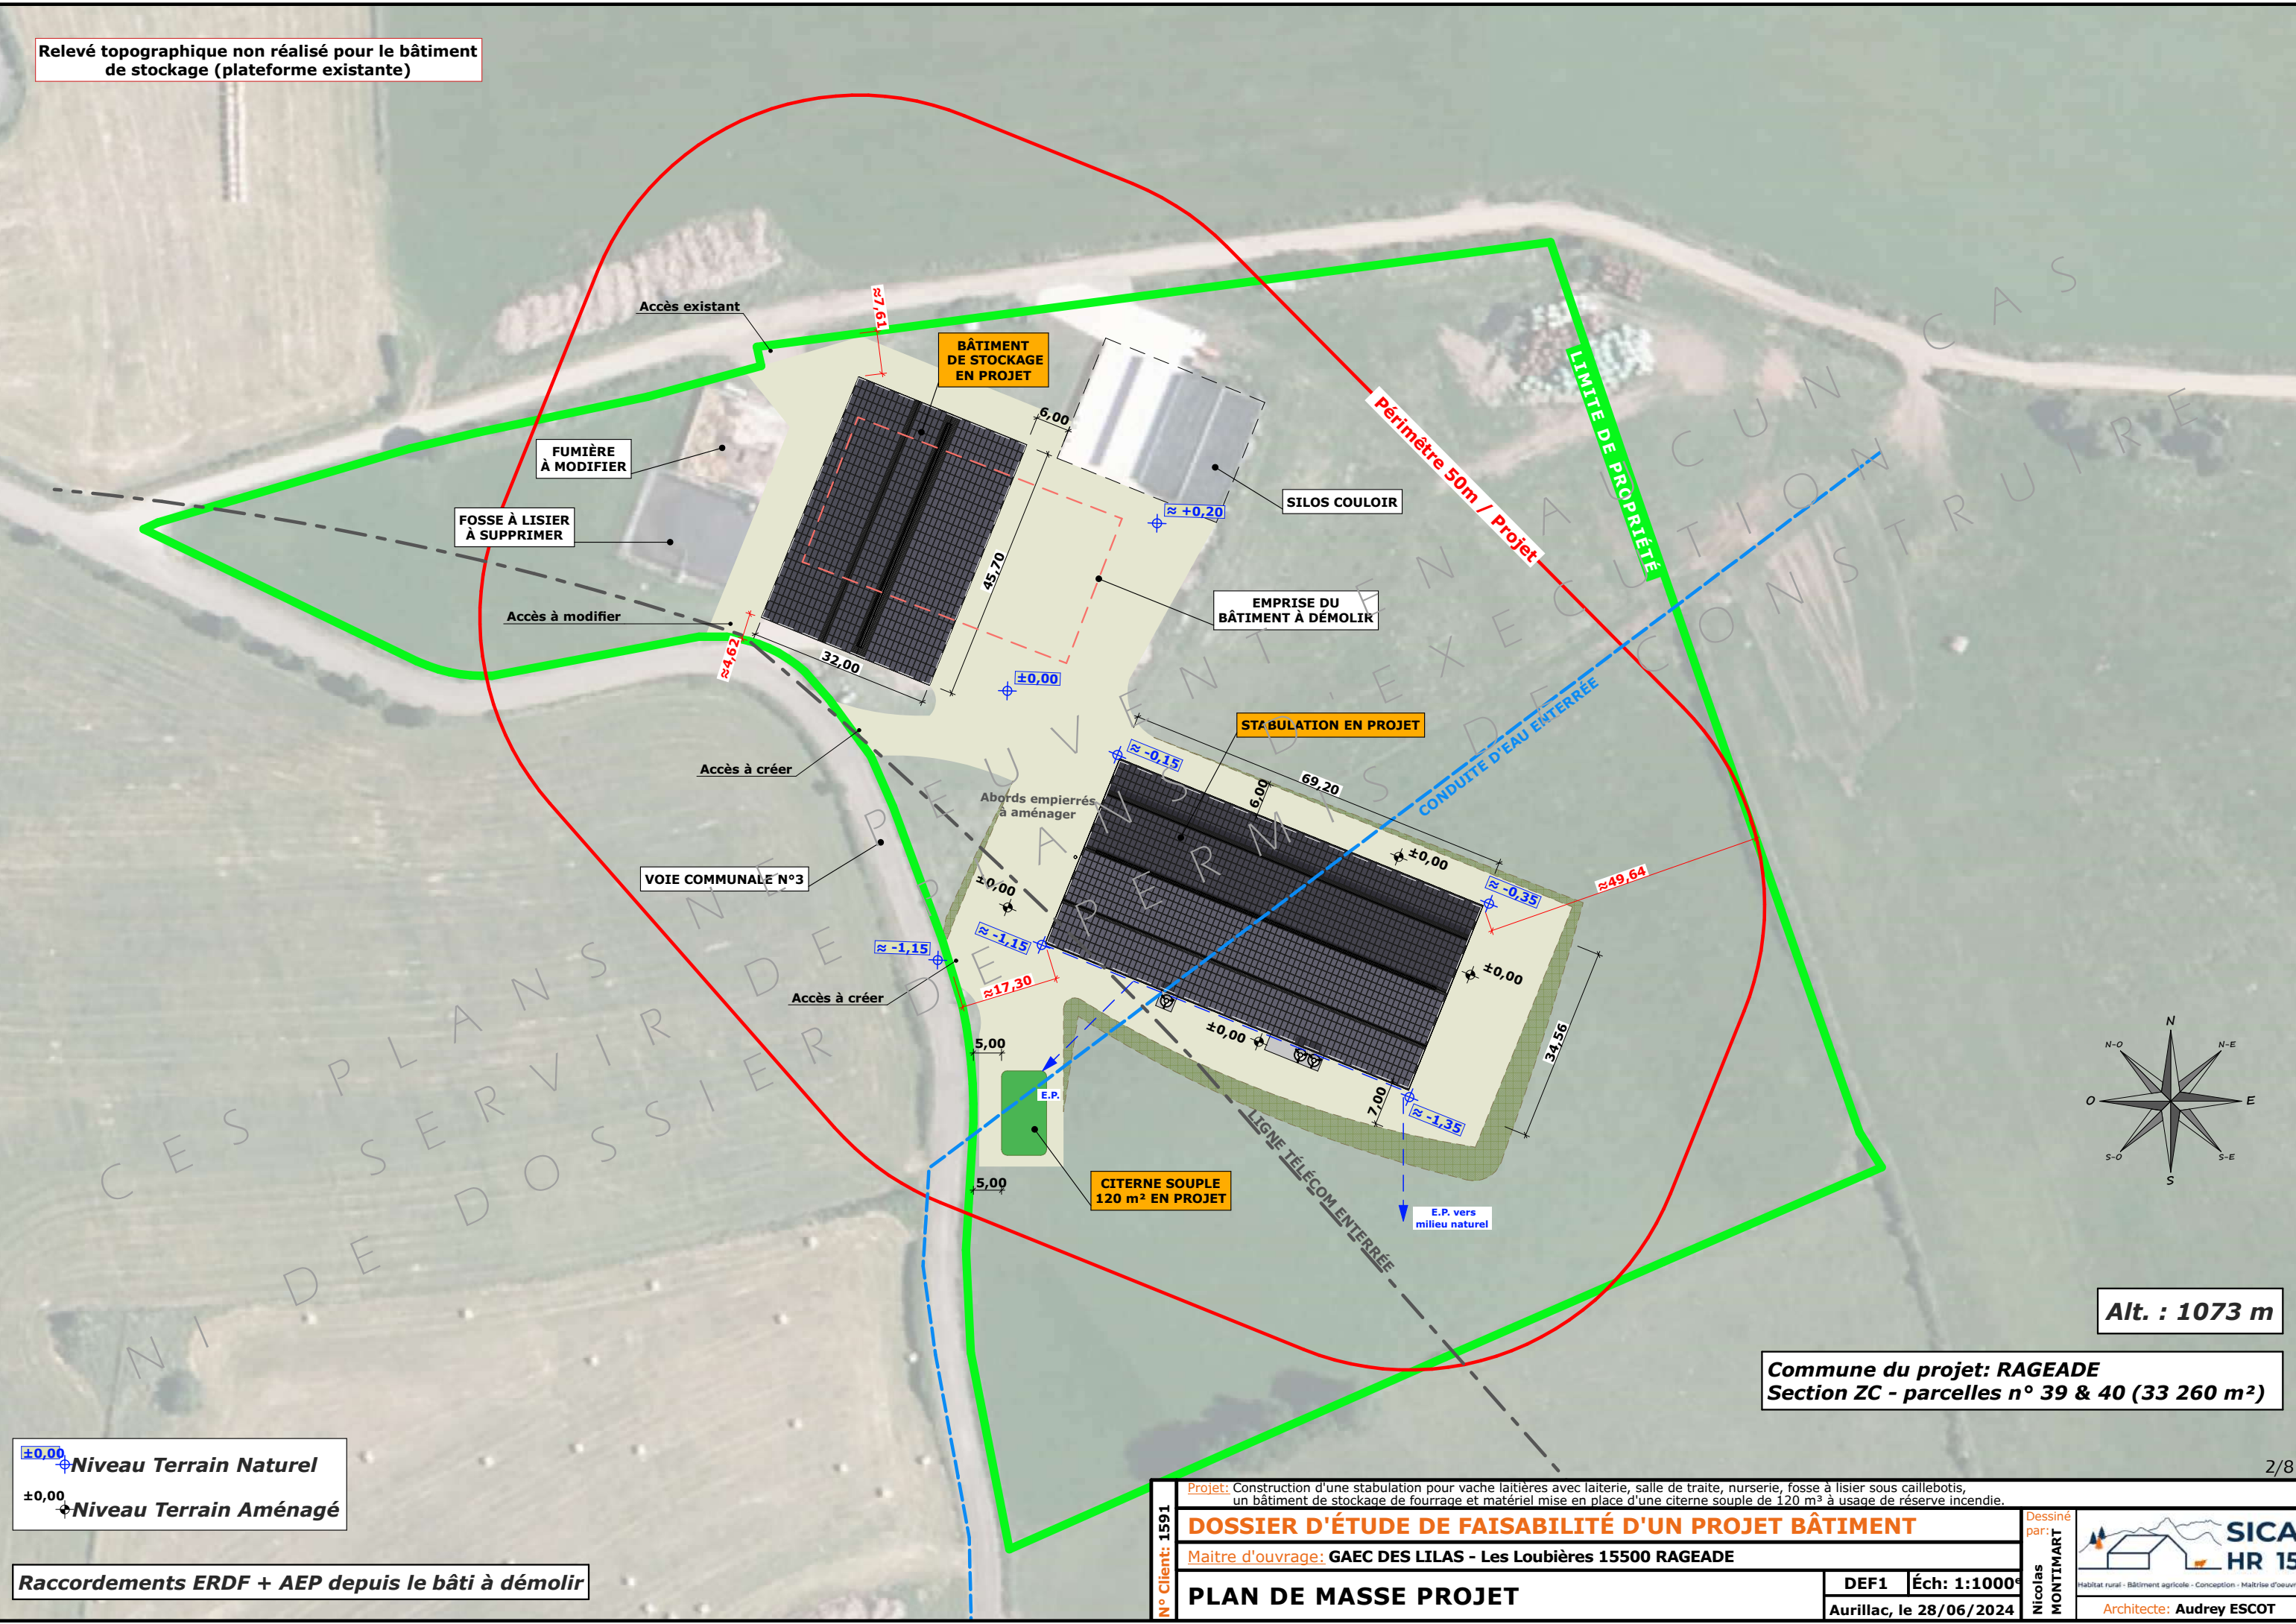 Relevé topographique non réalisé pour le bâtiment
de stockage (plateforme existante)
Accès existant
≈7,61
BÂTIMENT
DE STOCKAGE
EN PROJET
6,00
FUMIÈRE
À MODIFIER
FOSSE À LISIER
À SUPPRIMER
SILOS COULOIR
≈ +0,20
Périmêtre 50m / Projet
LIMITE DE PROPRIÉTÉ
45,70
EMPRISE DU
BÂTIMENT À DÉMOLIR
Accès à modifier
≈4,62
32,00
±0,00
STABULATION EN PROJET
≈ -0,15
69,20
6,00
CONDUITE D'EAU ENTERRÉE
Accès à créer
Abords empierrés
à aménager
VOIE COMMUNALE N°3
±0,00
±0,00
≈49,64
≈ -0,35
≈ -1,15
≈ -1,15
±0,00
Accès à créer
≈17,30
±0,00
34,56
5,00
E.P.
7,00
≈ -1,35
5,00
CITERNE SOUPLE
120 m² EN PROJET
LIGNE TÉLÉCOM ENTERRÉE
E.P. vers
milieu naturel
CES PLANS NE PEUVENT EN AUCUN CAS
SERVIR DE PLANS D'EXECUTION
NI DE DOSSIER DE PERMIS DE CONSTRUIRE
N
N-E
E
S-E
S
S-O
O
N-O
Alt. : 1073 m
Commune du projet: RAGEADE
Section ZC - parcelles n° 39 & 40 (33 260 m²)
±0,00
Niveau Terrain Naturel
±0,00
Niveau Terrain Aménagé
Raccordements ERDF + AEP depuis le bâti à démolir
2/8
N° Client: 1591
Projet: Construction d'une stabulation pour vache laitières avec laiterie, salle de traite, nurserie, fosse à lisier sous caillebotis,
un bâtiment de stockage de fourrage et matériel mise en place d'une citerne souple de 120 m³ à usage de réserve incendie.
DOSSIER D'ÉTUDE DE FAISABILITÉ D'UN PROJET BÂTIMENT
Maitre d'ouvrage: GAEC DES LILAS - Les Loubières 15500 RAGEADE
PLAN DE MASSE PROJET
DEF1
Éch: 1:1000e
Aurillac, le 28/06/2024
Dessiné
par:
Nicolas
MONTIMART
SICA
HR 15
Habitat rural - Bâtiment agricole - Conception - Maîtrise d'oeuvre
Architecte: Audrey ESCOT